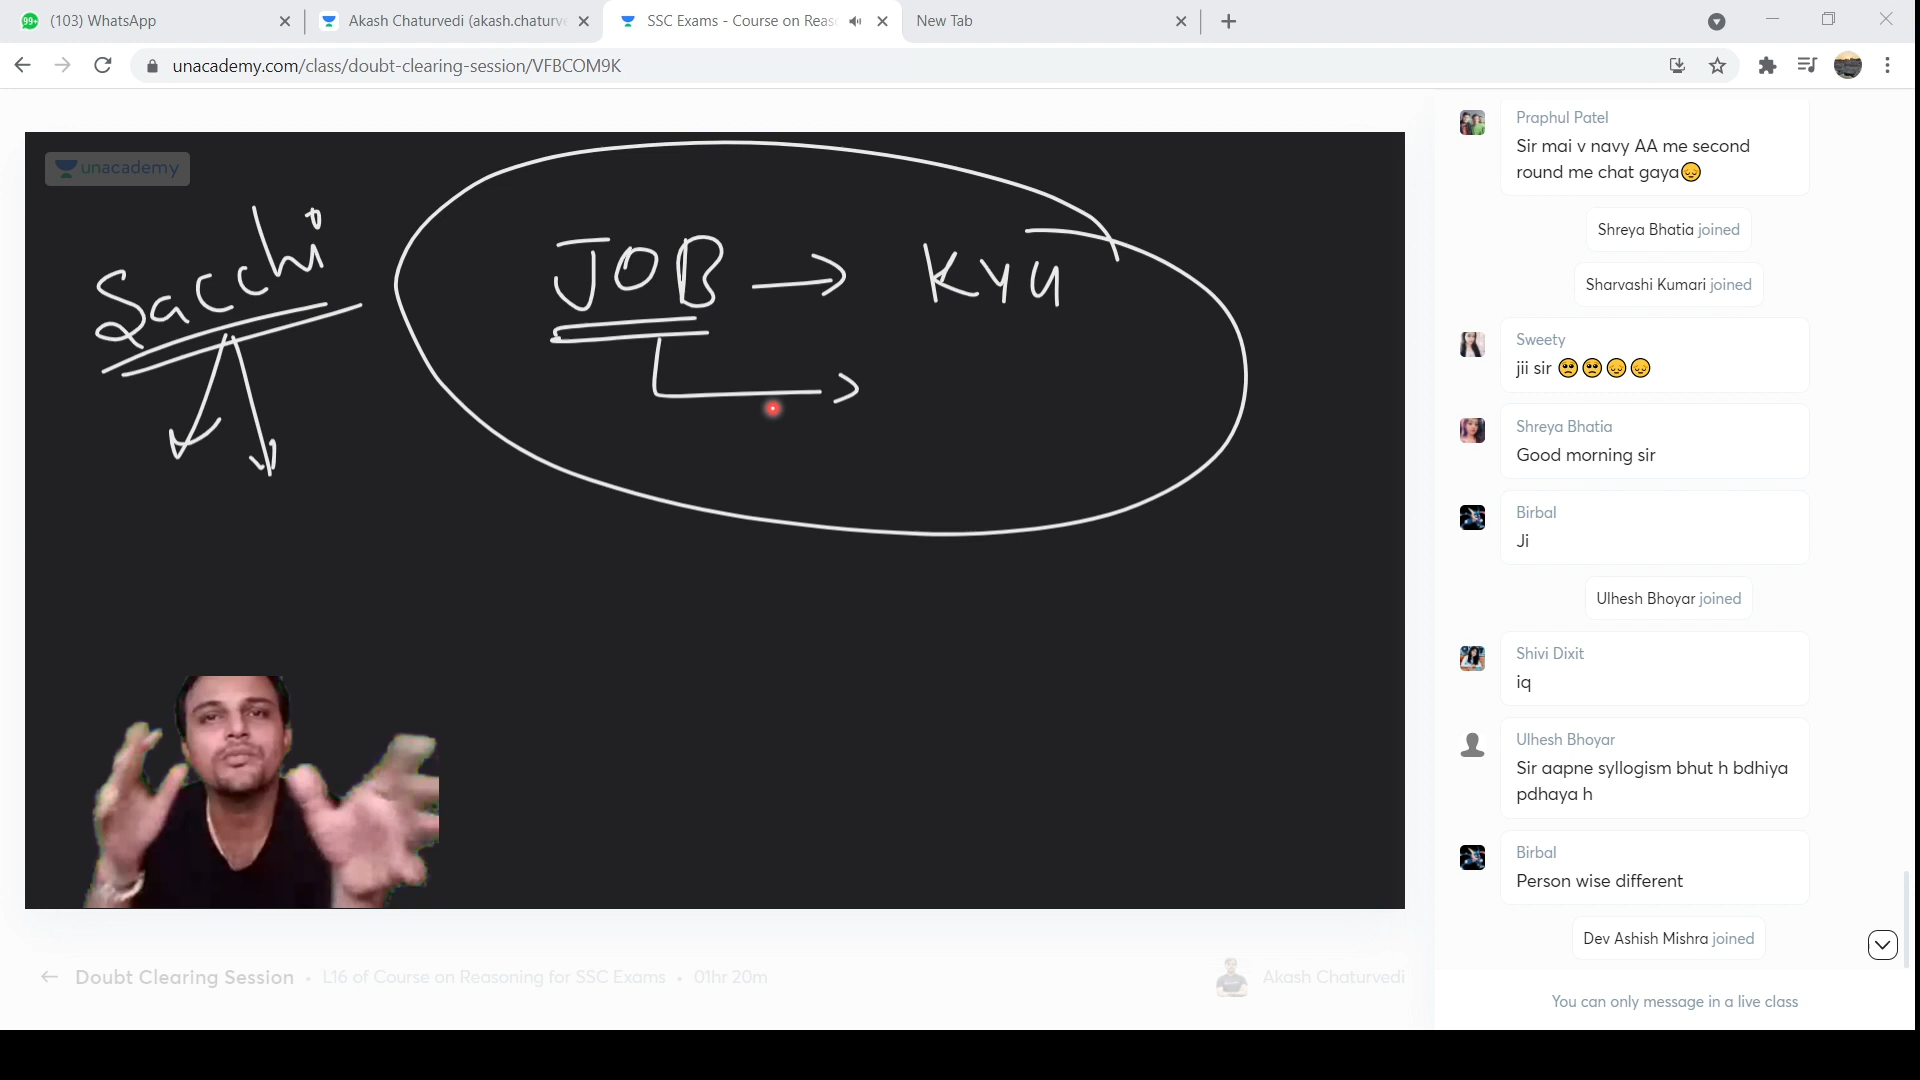 (103) WhatsApp
Akash Chaturvedi (akash.chaturve
SSC Exams - Course on Reas
New Tab
unacademy.com/class/doubt-clearing-session/VFBCOM9K
unacademy
Sacchi
JOB → Kyu
Doubt Clearing Session • L16 of Course on Reasoning for SSC Exams • 01hr 20m
Akash Chaturvedi
Praphul Patel
Sir mai v navy AA me second
round me chat gaya😔
Shreya Bhatia joined
Sharvashi Kumari joined
Sweety
jii sir 🥺🥺😔😔
Shreya Bhatia
Good morning sir
Birbal
Ji
Ulhesh Bhoyar joined
Shivi Dixit
iq
Ulhesh Bhoyar
Sir aapne syllogism bhut h bdhiya
pdhaya h
Birbal
Person wise different
Dev Ashish Mishra joined
You can only message in a live class